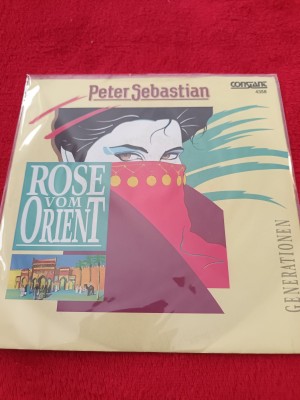 Peter Sebastian
constant
ROSE
VOM
ORIENT
GENERATIONEN